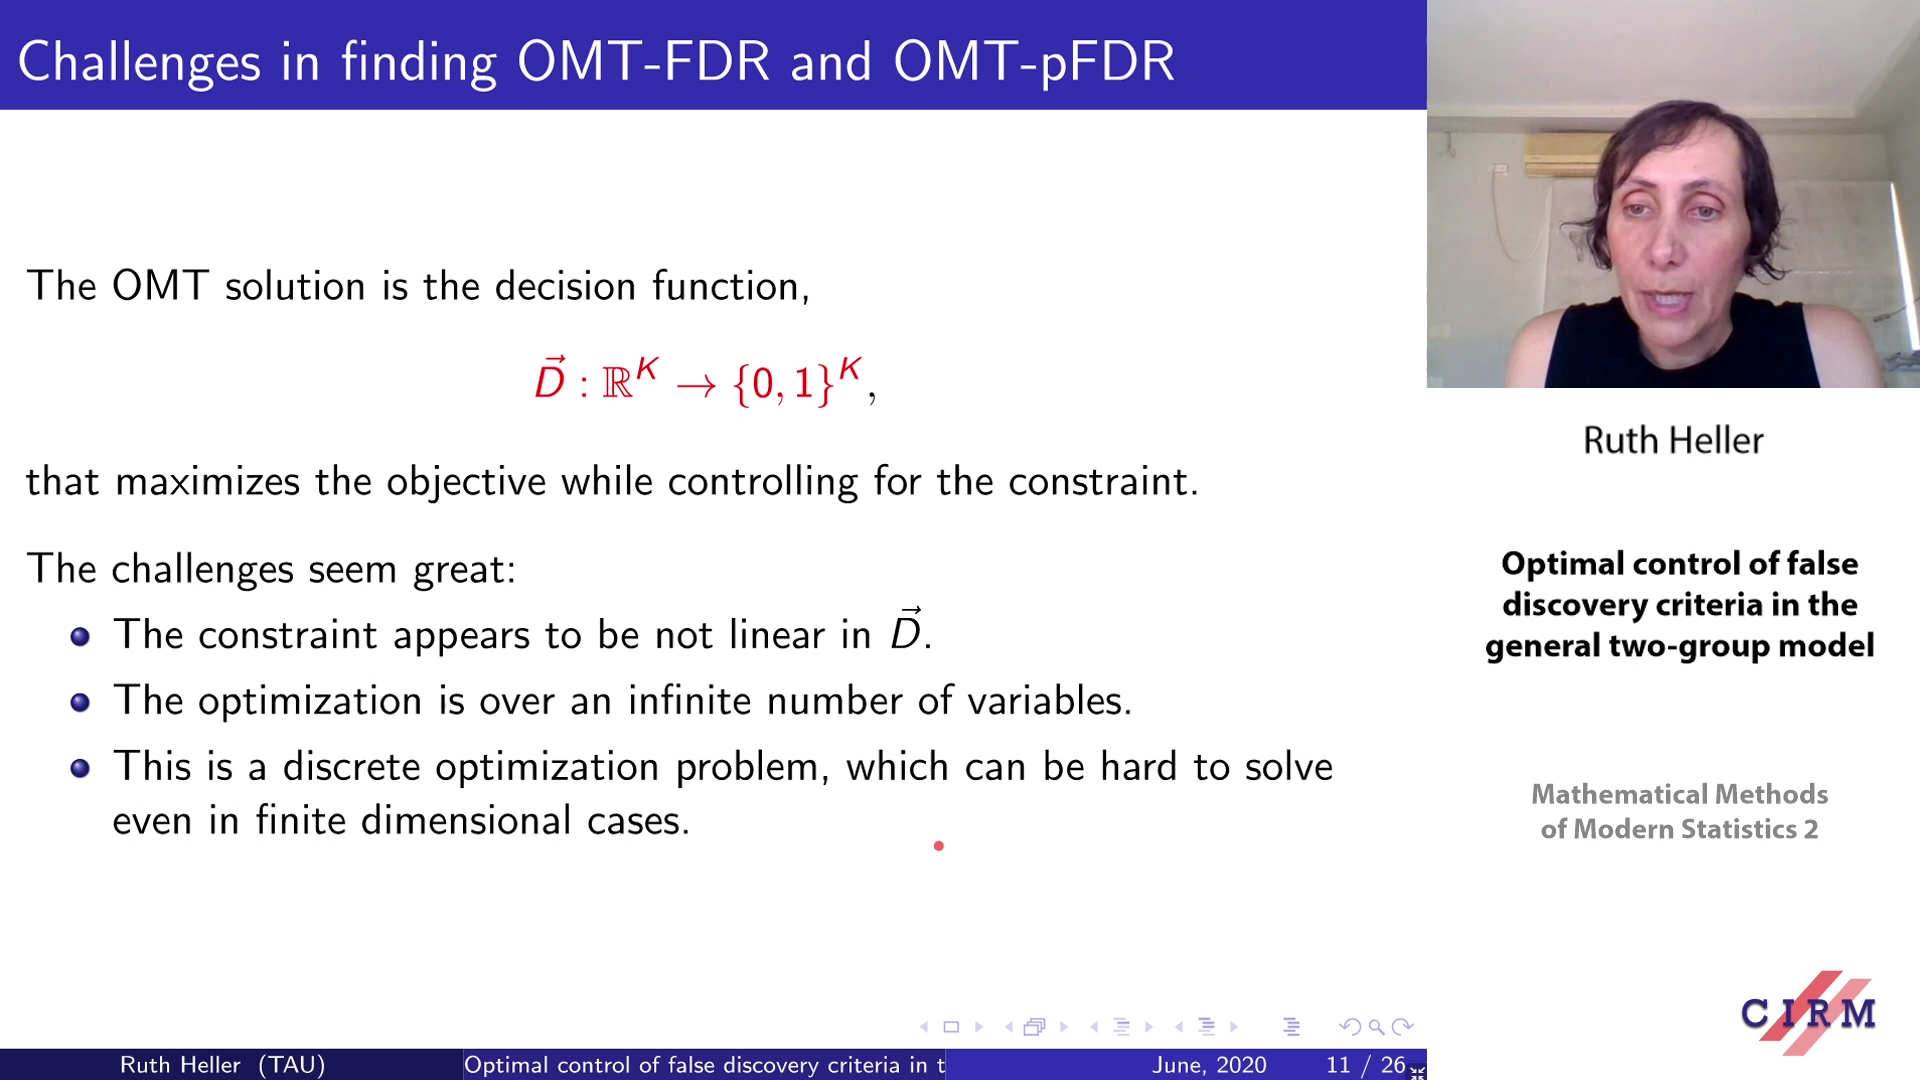 Challenges in finding OMT-FDR and OMT-pFDR
The OMT solution is the decision function,
$\vec{D} : \mathbb{R}^K \to \{0, 1\}^K,$
that maximizes the objective while controlling for the constraint.
The challenges seem great:
The constraint appears to be not linear in $\vec{D}$.
The optimization is over an infinite number of variables.
This is a discrete optimization problem, which can be hard to solve
even in finite dimensional cases.
Ruth Heller (TAU)
Optimal control of false discovery criteria in t
June, 2020
11 / 26
Ruth Heller
Optimal control of false
discovery criteria in the
general two-group model
Mathematical Methods
of Modern Statistics 2
CIRM